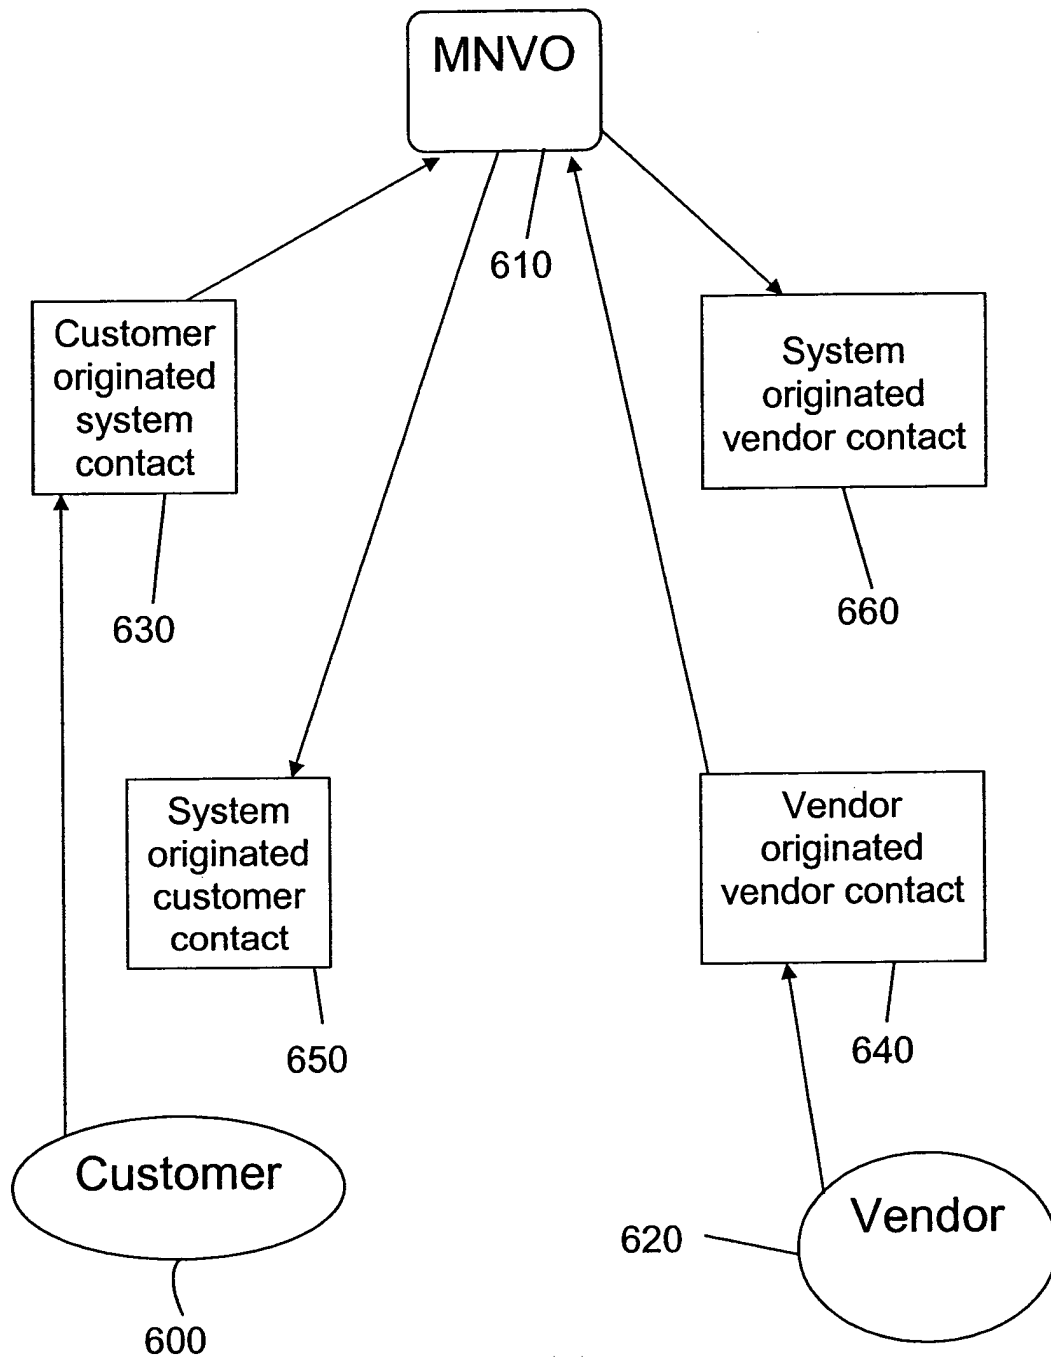 MNVO
610
Customer
originated
system
contact
630
System
originated
vendor contact
660
System
originated
customer
contact
650
Vendor
originated
vendor contact
640
Customer
600
Vendor
620